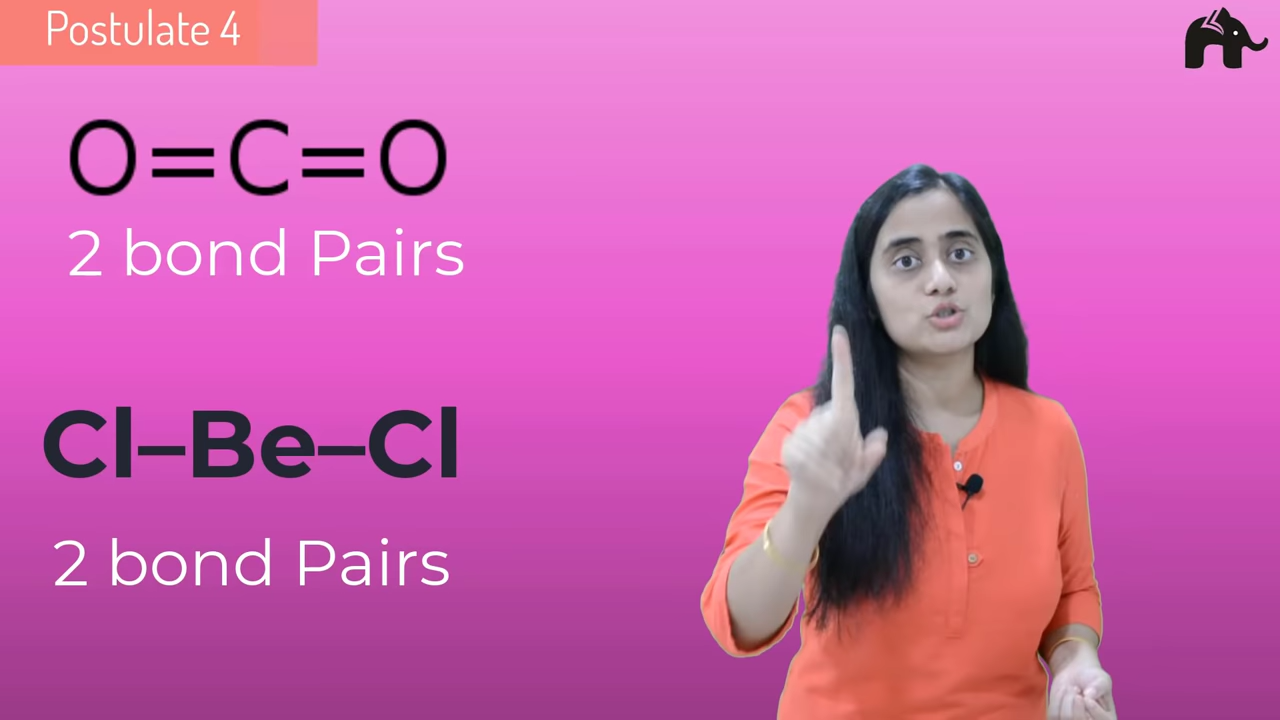 Postulate 4
O=C=O
2 bond Pairs
Cl–Be–Cl
2 bond Pairs